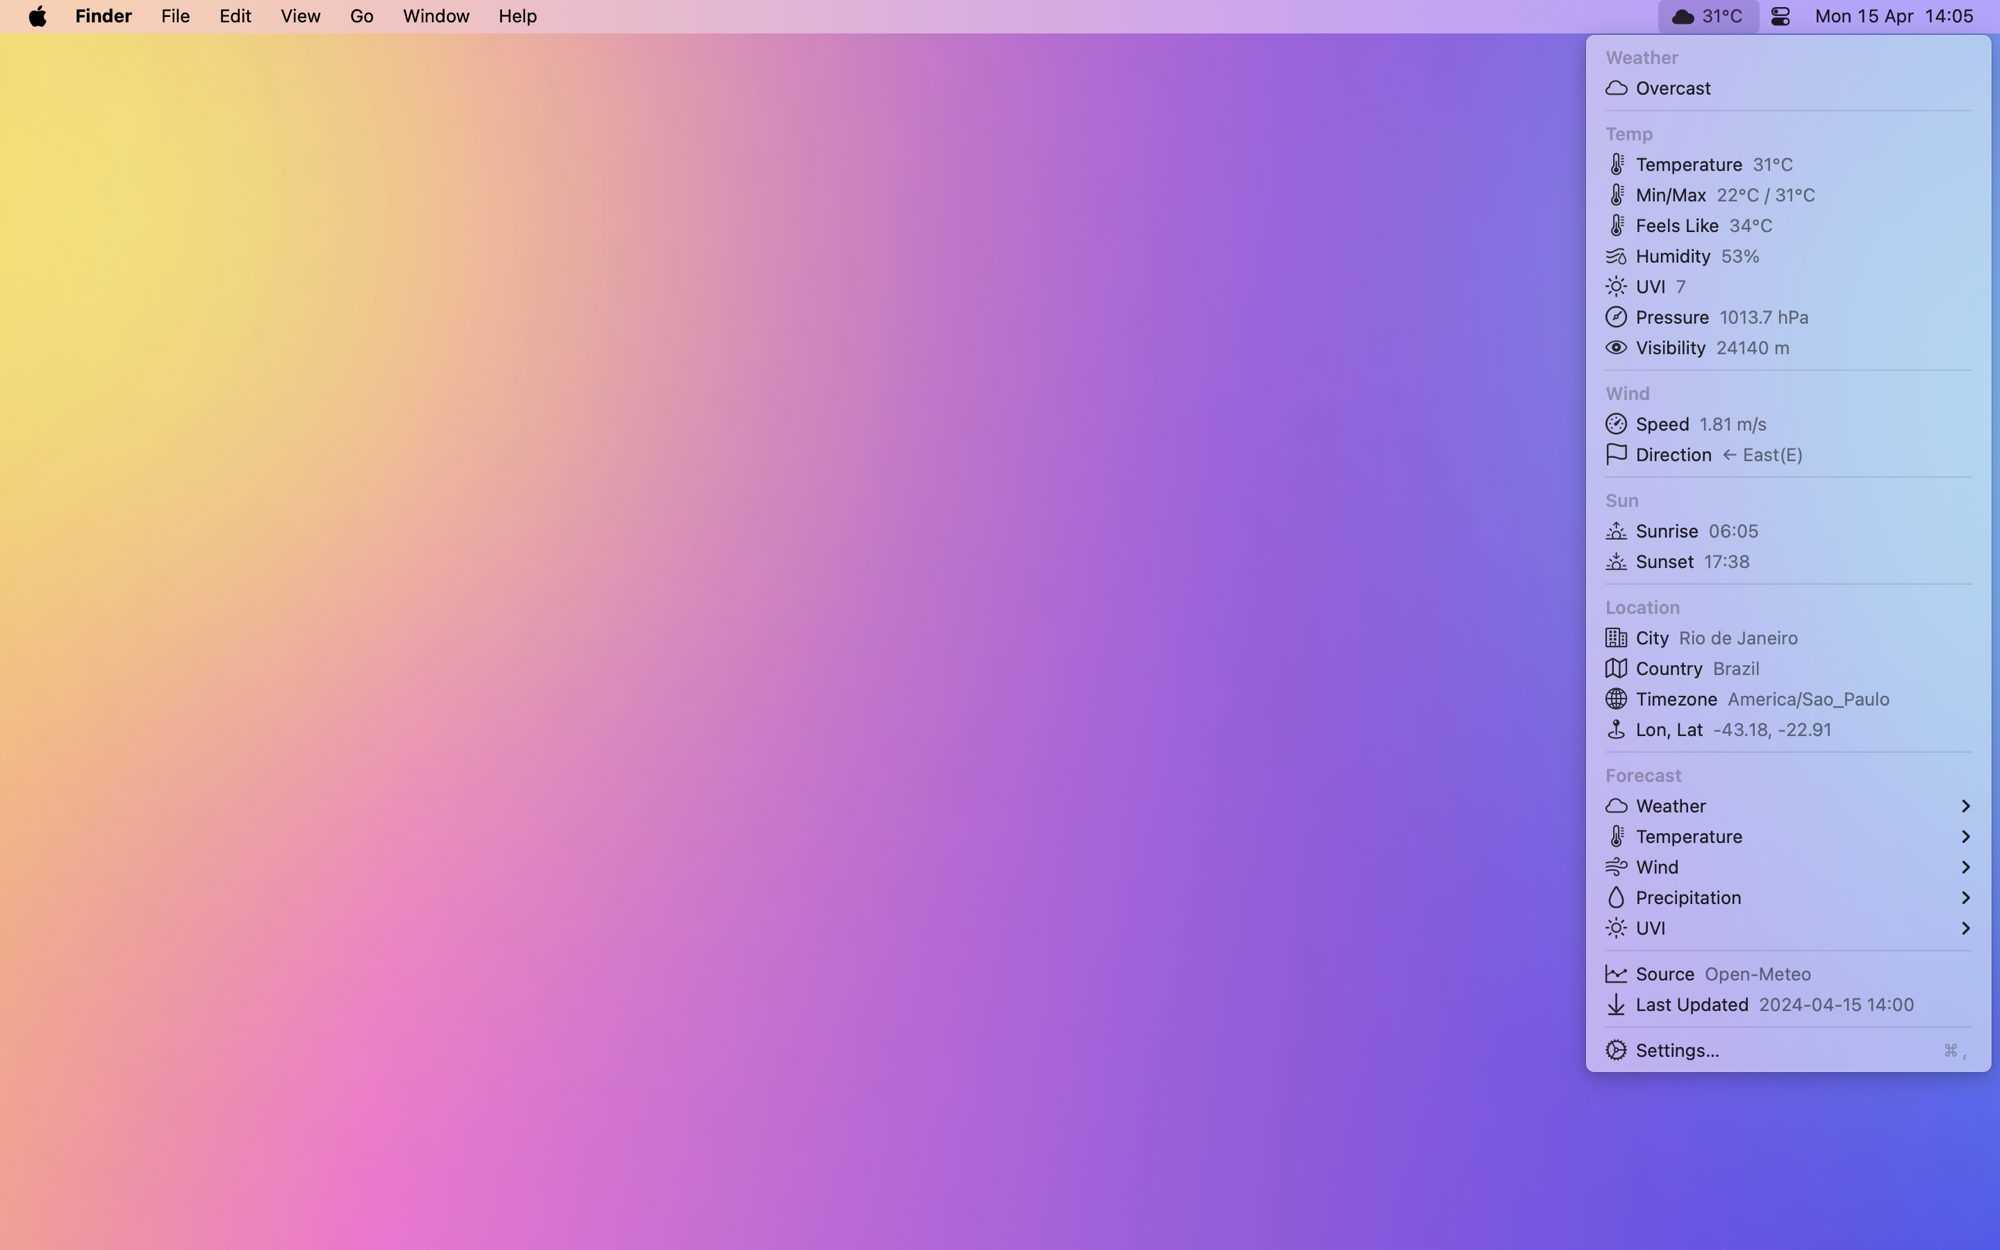 Finder File Edit View Go Window Help 31°C Mon 15 Apr 14:05
Weather
Overcast
Temp
Temperature 31°C
Min/Max 22°C / 31°C
Feels Like 34°C
Humidity 53%
UVI 7
Pressure 1013.7 hPa
Visibility 24140 m
Wind
Speed 1.81 m/s
Direction ← East(E)
Sun
Sunrise 06:05
Sunset 17:38
Location
City Rio de Janeiro
Country Brazil
Timezone America/Sao_Paulo
Lon, Lat -43.18, -22.91
Forecast
Weather
Temperature
Wind
Precipitation
UVI
Source Open-Meteo
Last Updated 2024-04-15 14:00
Settings... ⌘ ,